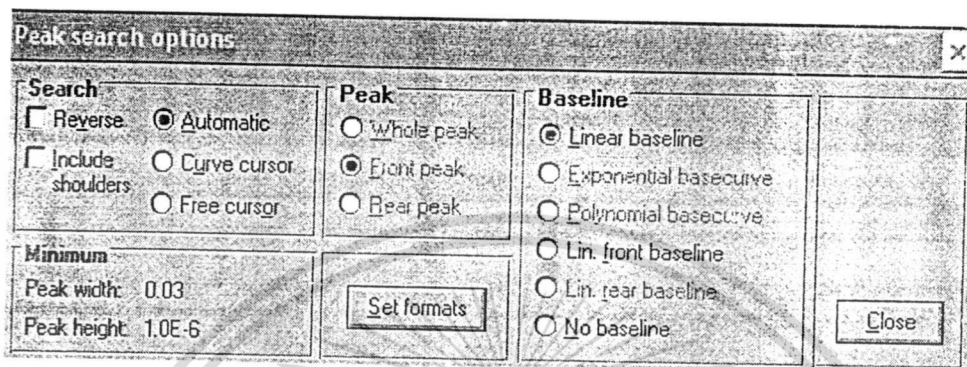 Peak search options
Search
Reverse
Automatic
Include
shoulders
Curve cursor
Free cursor
Peak
Whole peak
Front peak
Rear peak
Baseline
Linear baseline
Exponential basecurve
Polynomial basecurve
Lin. front baseline
Lin. rear baseline
No baseline
Minimum
Peak width: 0.03
Peak height: 1.0E-6
Set formats
Close